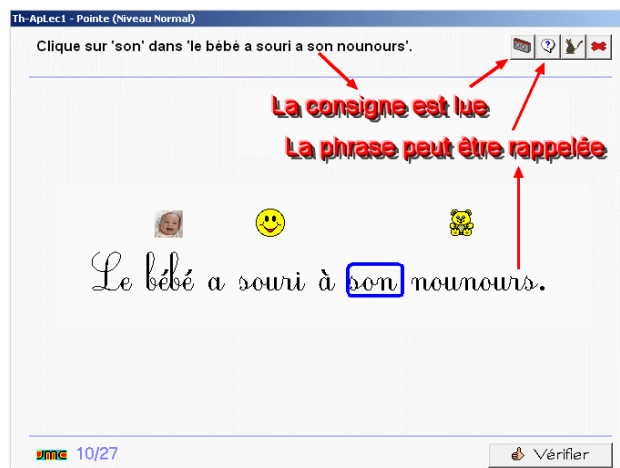 Th-ApLec1 - Pointe (Niveau Normal)
Clique sur 'son' dans 'le bébé a souri a son nounours'.
La consigne est lue
La phrase peut être rappelée
Le bébé a souri à son nounours.
JMC 10/27
Vérifier